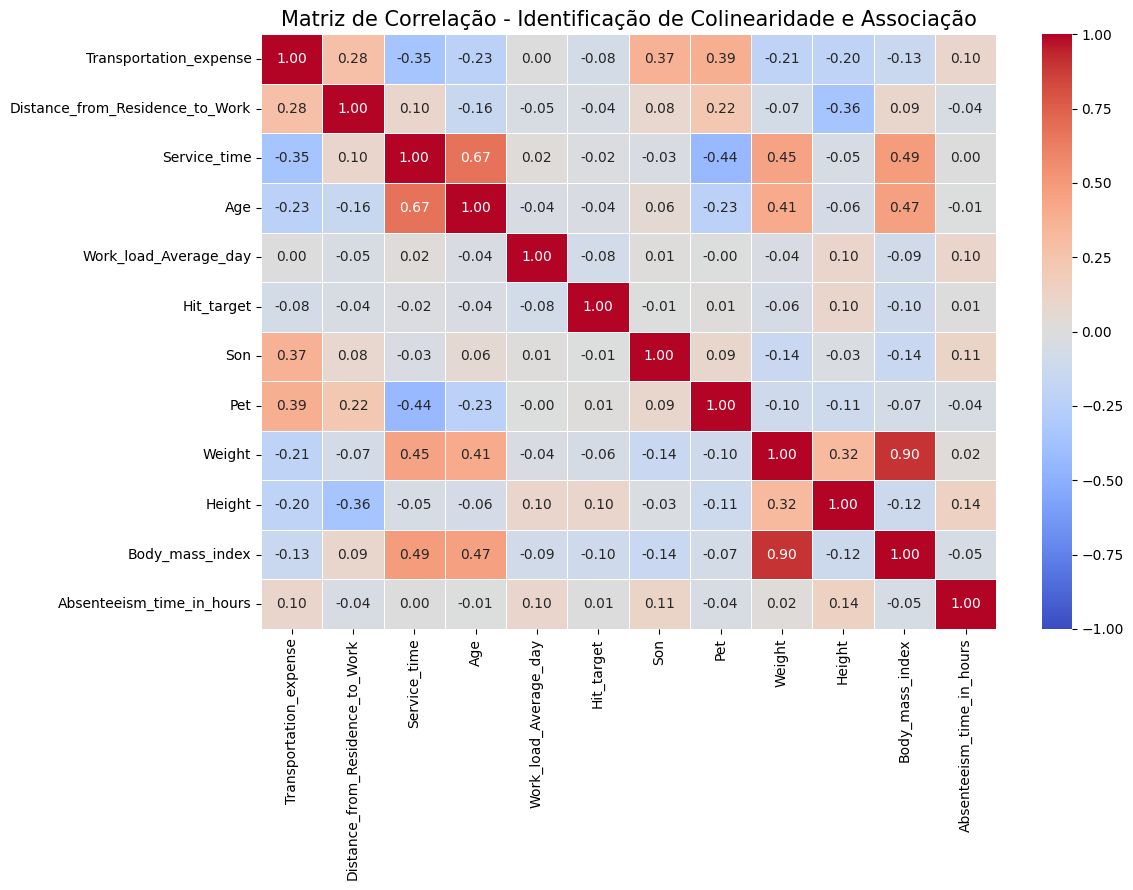 Matriz de Correlação - Identificação de Colinearidade e Associação
Transportation_expense 1.00 0.28 -0.35 -0.23 0.00 -0.08 0.37 0.39 -0.21 -0.20 -0.13 0.10
Distance_from_Residence_to_Work 0.28 1.00 0.10 -0.16 -0.05 -0.04 0.08 0.22 -0.07 -0.36 0.09 -0.04
Service_time -0.35 0.10 1.00 0.67 0.02 -0.02 -0.03 -0.44 0.45 -0.05 0.49 0.00
Age -0.23 -0.16 0.67 1.00 -0.04 -0.04 0.06 -0.23 0.41 -0.06 0.47 -0.01
Work_load_Average_day 0.00 -0.05 0.02 -0.04 1.00 -0.08 0.01 -0.00 -0.04 0.10 -0.09 0.10
Hit_target -0.08 -0.04 -0.02 -0.04 -0.08 1.00 -0.01 0.01 -0.06 0.10 -0.10 0.01
Son 0.37 0.08 -0.03 0.06 0.01 -0.01 1.00 0.09 -0.14 -0.03 -0.14 0.11
Pet 0.39 0.22 -0.44 -0.23 -0.00 0.01 0.09 1.00 -0.10 -0.11 -0.07 -0.04
Weight -0.21 -0.07 0.45 0.41 -0.04 -0.06 -0.14 -0.10 1.00 0.32 0.90 0.02
Height -0.20 -0.36 -0.05 -0.06 0.10 0.10 -0.03 -0.11 0.32 1.00 -0.12 0.14
Body_mass_index -0.13 0.09 0.49 0.47 -0.09 -0.10 -0.14 -0.07 0.90 -0.12 1.00 -0.05
Absenteeism_time_in_hours 0.10 -0.04 0.00 -0.01 0.10 0.01 0.11 -0.04 0.02 0.14 -0.05 1.00
Transportation_expense
Distance_from_Residence_to_Work
Service_time
Age
Work_load_Average_day
Hit_target
Son
Pet
Weight
Height
Body_mass_index
Absenteeism_time_in_hours
1.00
0.75
0.50
0.25
0.00
−0.25
−0.50
−0.75
−1.00